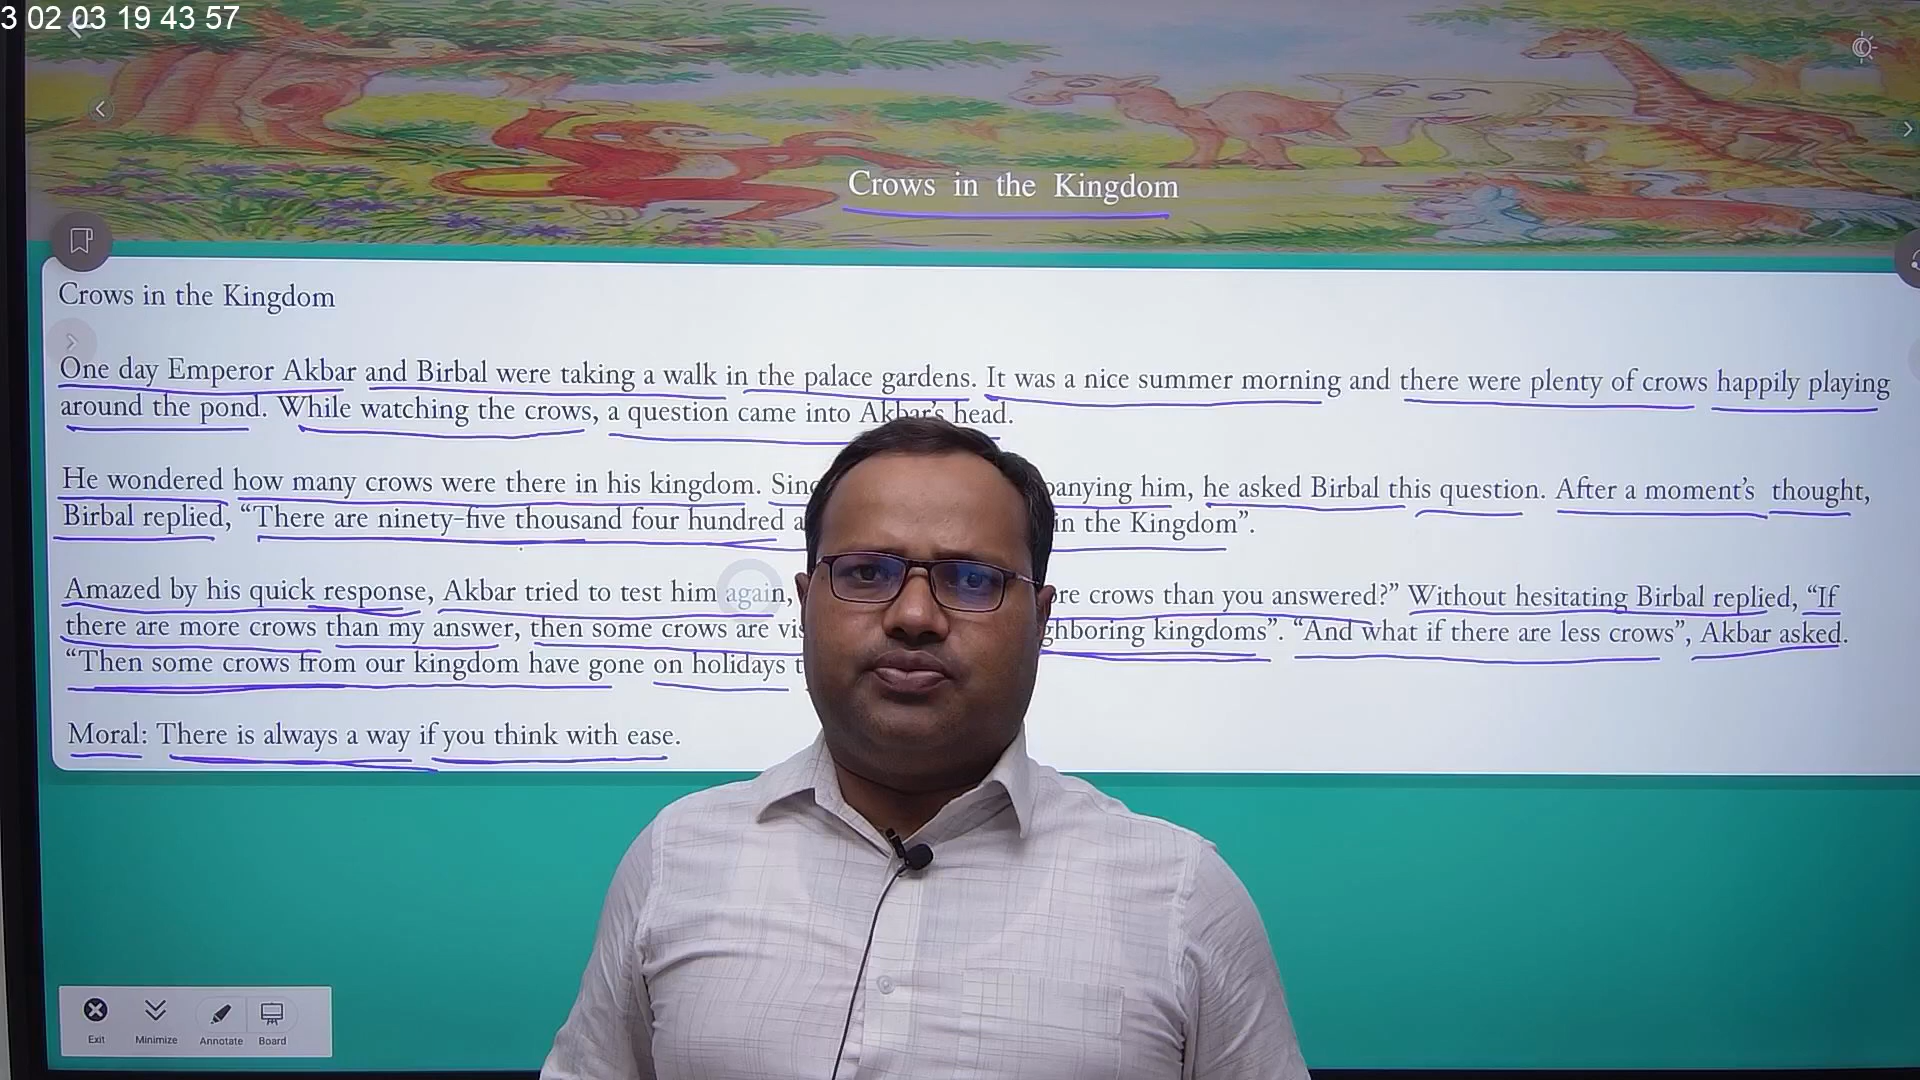 3 02 03 19 43 57
Crows in the Kingdom
Crows in the Kingdom
One day Emperor Akbar and Birbal were taking a walk in the palace gardens. It was a nice summer morning and there were plenty of crows happily playing
around the pond. While watching the crows, a question came into Akbar's head.
He wondered how many crows were there in his kingdom. him, he asked Birbal this question. After a moment's thought,
Birbal replied, “There are ninety-five thousand four hundred in the Kingdom”.
Amazed by his quick response, Akbar tried to test him again, crows than you answered?” Without hesitating Birbal replied, “If
there are more crows than my answer, then some crows are kingdoms”. “And what if there are less crows”, Akbar asked.
“Then some crows from our kingdom have gone on holidays
Moral: There is always a way if you think with ease.
Exit Minimize Annotate Board